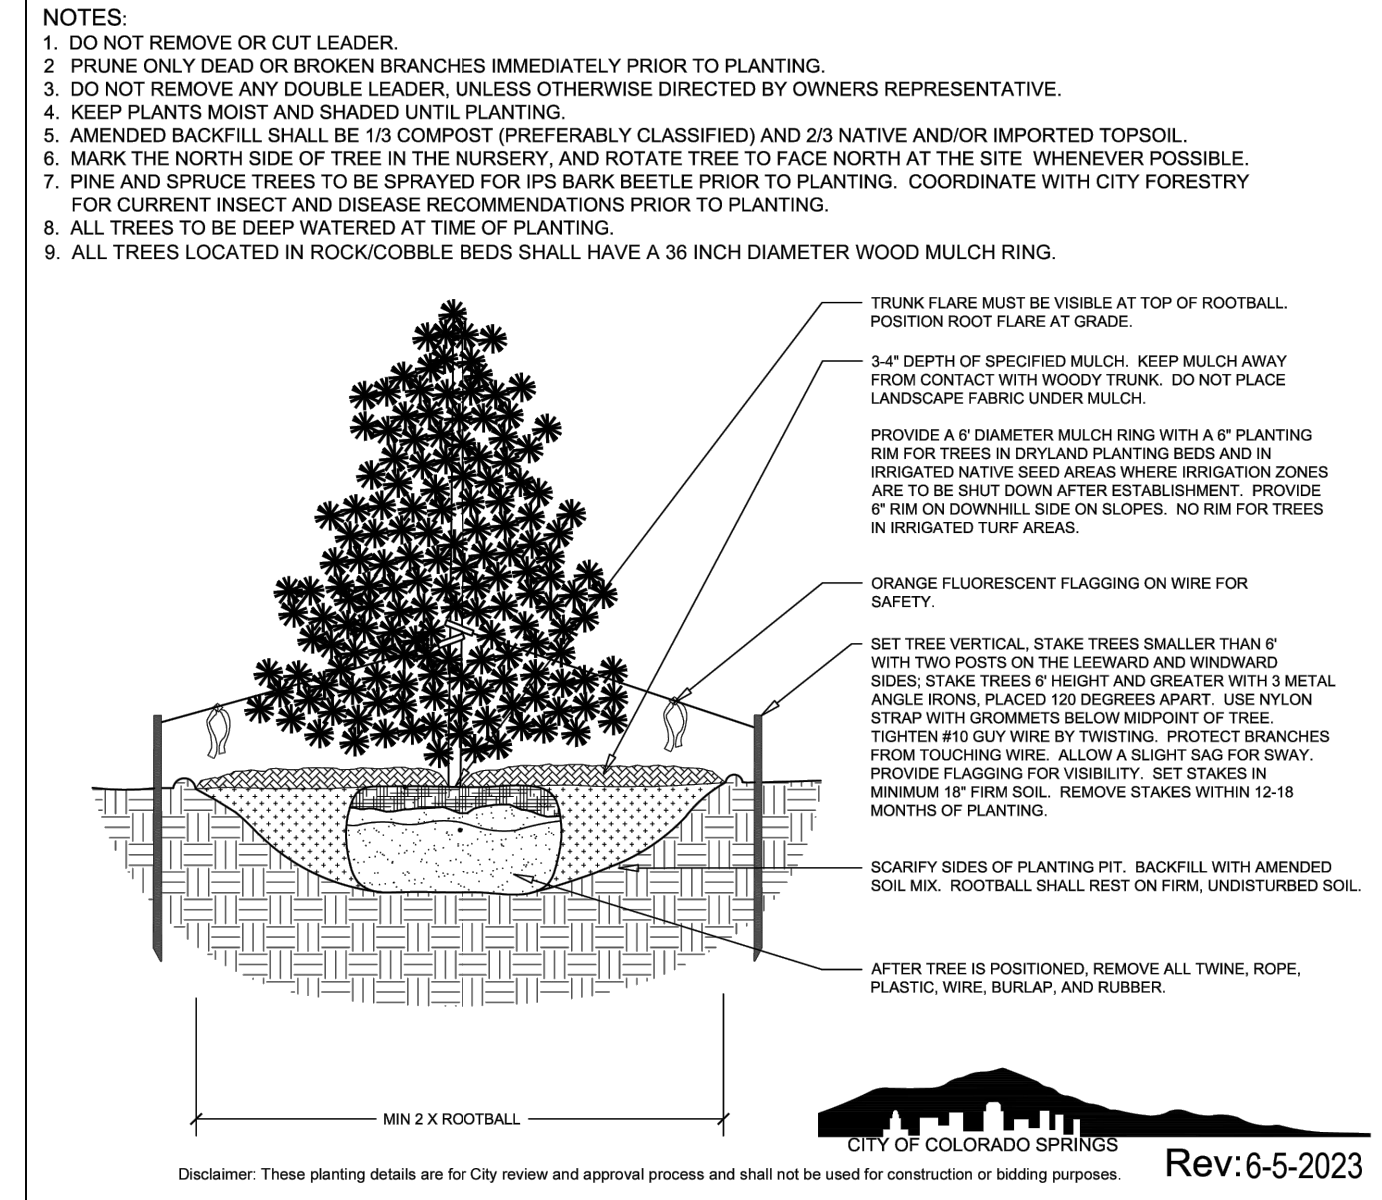 NOTES:
1. DO NOT REMOVE OR CUT LEADER.
2 PRUNE ONLY DEAD OR BROKEN BRANCHES IMMEDIATELY PRIOR TO PLANTING.
3. DO NOT REMOVE ANY DOUBLE LEADER, UNLESS OTHERWISE DIRECTED BY OWNERS REPRESENTATIVE.
4. KEEP PLANTS MOIST AND SHADED UNTIL PLANTING.
5. AMENDED BACKFILL SHALL BE 1/3 COMPOST (PREFERABLY CLASSIFIED) AND 2/3 NATIVE AND/OR IMPORTED TOPSOIL.
6. MARK THE NORTH SIDE OF TREE IN THE NURSERY, AND ROTATE TREE TO FACE NORTH AT THE SITE WHENEVER POSSIBLE.
7. PINE AND SPRUCE TREES TO BE SPRAYED FOR IPS BARK BEETLE PRIOR TO PLANTING. COORDINATE WITH CITY FORESTRY
FOR CURRENT INSECT AND DISEASE RECOMMENDATIONS PRIOR TO PLANTING.
8. ALL TREES TO BE DEEP WATERED AT TIME OF PLANTING.
9. ALL TREES LOCATED IN ROCK/COBBLE BEDS SHALL HAVE A 36 INCH DIAMETER WOOD MULCH RING.
TRUNK FLARE MUST BE VISIBLE AT TOP OF ROOTBALL.
POSITION ROOT FLARE AT GRADE.
3-4" DEPTH OF SPECIFIED MULCH. KEEP MULCH AWAY
FROM CONTACT WITH WOODY TRUNK. DO NOT PLACE
LANDSCAPE FABRIC UNDER MULCH.
PROVIDE A 6' DIAMETER MULCH RING WITH A 6" PLANTING
RIM FOR TREES IN DRYLAND PLANTING BEDS AND IN
IRRIGATED NATIVE SEED AREAS WHERE IRRIGATION ZONES
ARE TO BE SHUT DOWN AFTER ESTABLISHMENT. PROVIDE
6" RIM ON DOWNHILL SIDE ON SLOPES. NO RIM FOR TREES
IN IRRIGATED TURF AREAS.
ORANGE FLUORESCENT FLAGGING ON WIRE FOR
SAFETY.
SET TREE VERTICAL, STAKE TREES SMALLER THAN 6'
WITH TWO POSTS ON THE LEEWARD AND WINDWARD
SIDES; STAKE TREES 6' HEIGHT AND GREATER WITH 3 METAL
ANGLE IRONS, PLACED 120 DEGREES APART. USE NYLON
STRAP WITH GROMMETS BELOW MIDPOINT OF TREE.
TIGHTEN #10 GUY WIRE BY TWISTING. PROTECT BRANCHES
FROM TOUCHING WIRE. ALLOW A SLIGHT SAG FOR SWAY.
PROVIDE FLAGGING FOR VISIBILITY. SET STAKES IN
MINIMUM 18" FIRM SOIL. REMOVE STAKES WITHIN 12-18
MONTHS OF PLANTING.
SCARIFY SIDES OF PLANTING PIT. BACKFILL WITH AMENDED
SOIL MIX. ROOTBALL SHALL REST ON FIRM, UNDISTURBED SOIL.
AFTER TREE IS POSITIONED, REMOVE ALL TWINE, ROPE,
PLASTIC, WIRE, BURLAP, AND RUBBER.
MIN 2 X ROOTBALL
CITY OF COLORADO SPRINGS
Disclaimer: These planting details are for City review and approval process and shall not be used for construction or bidding purposes.
Rev: 6-5-2023